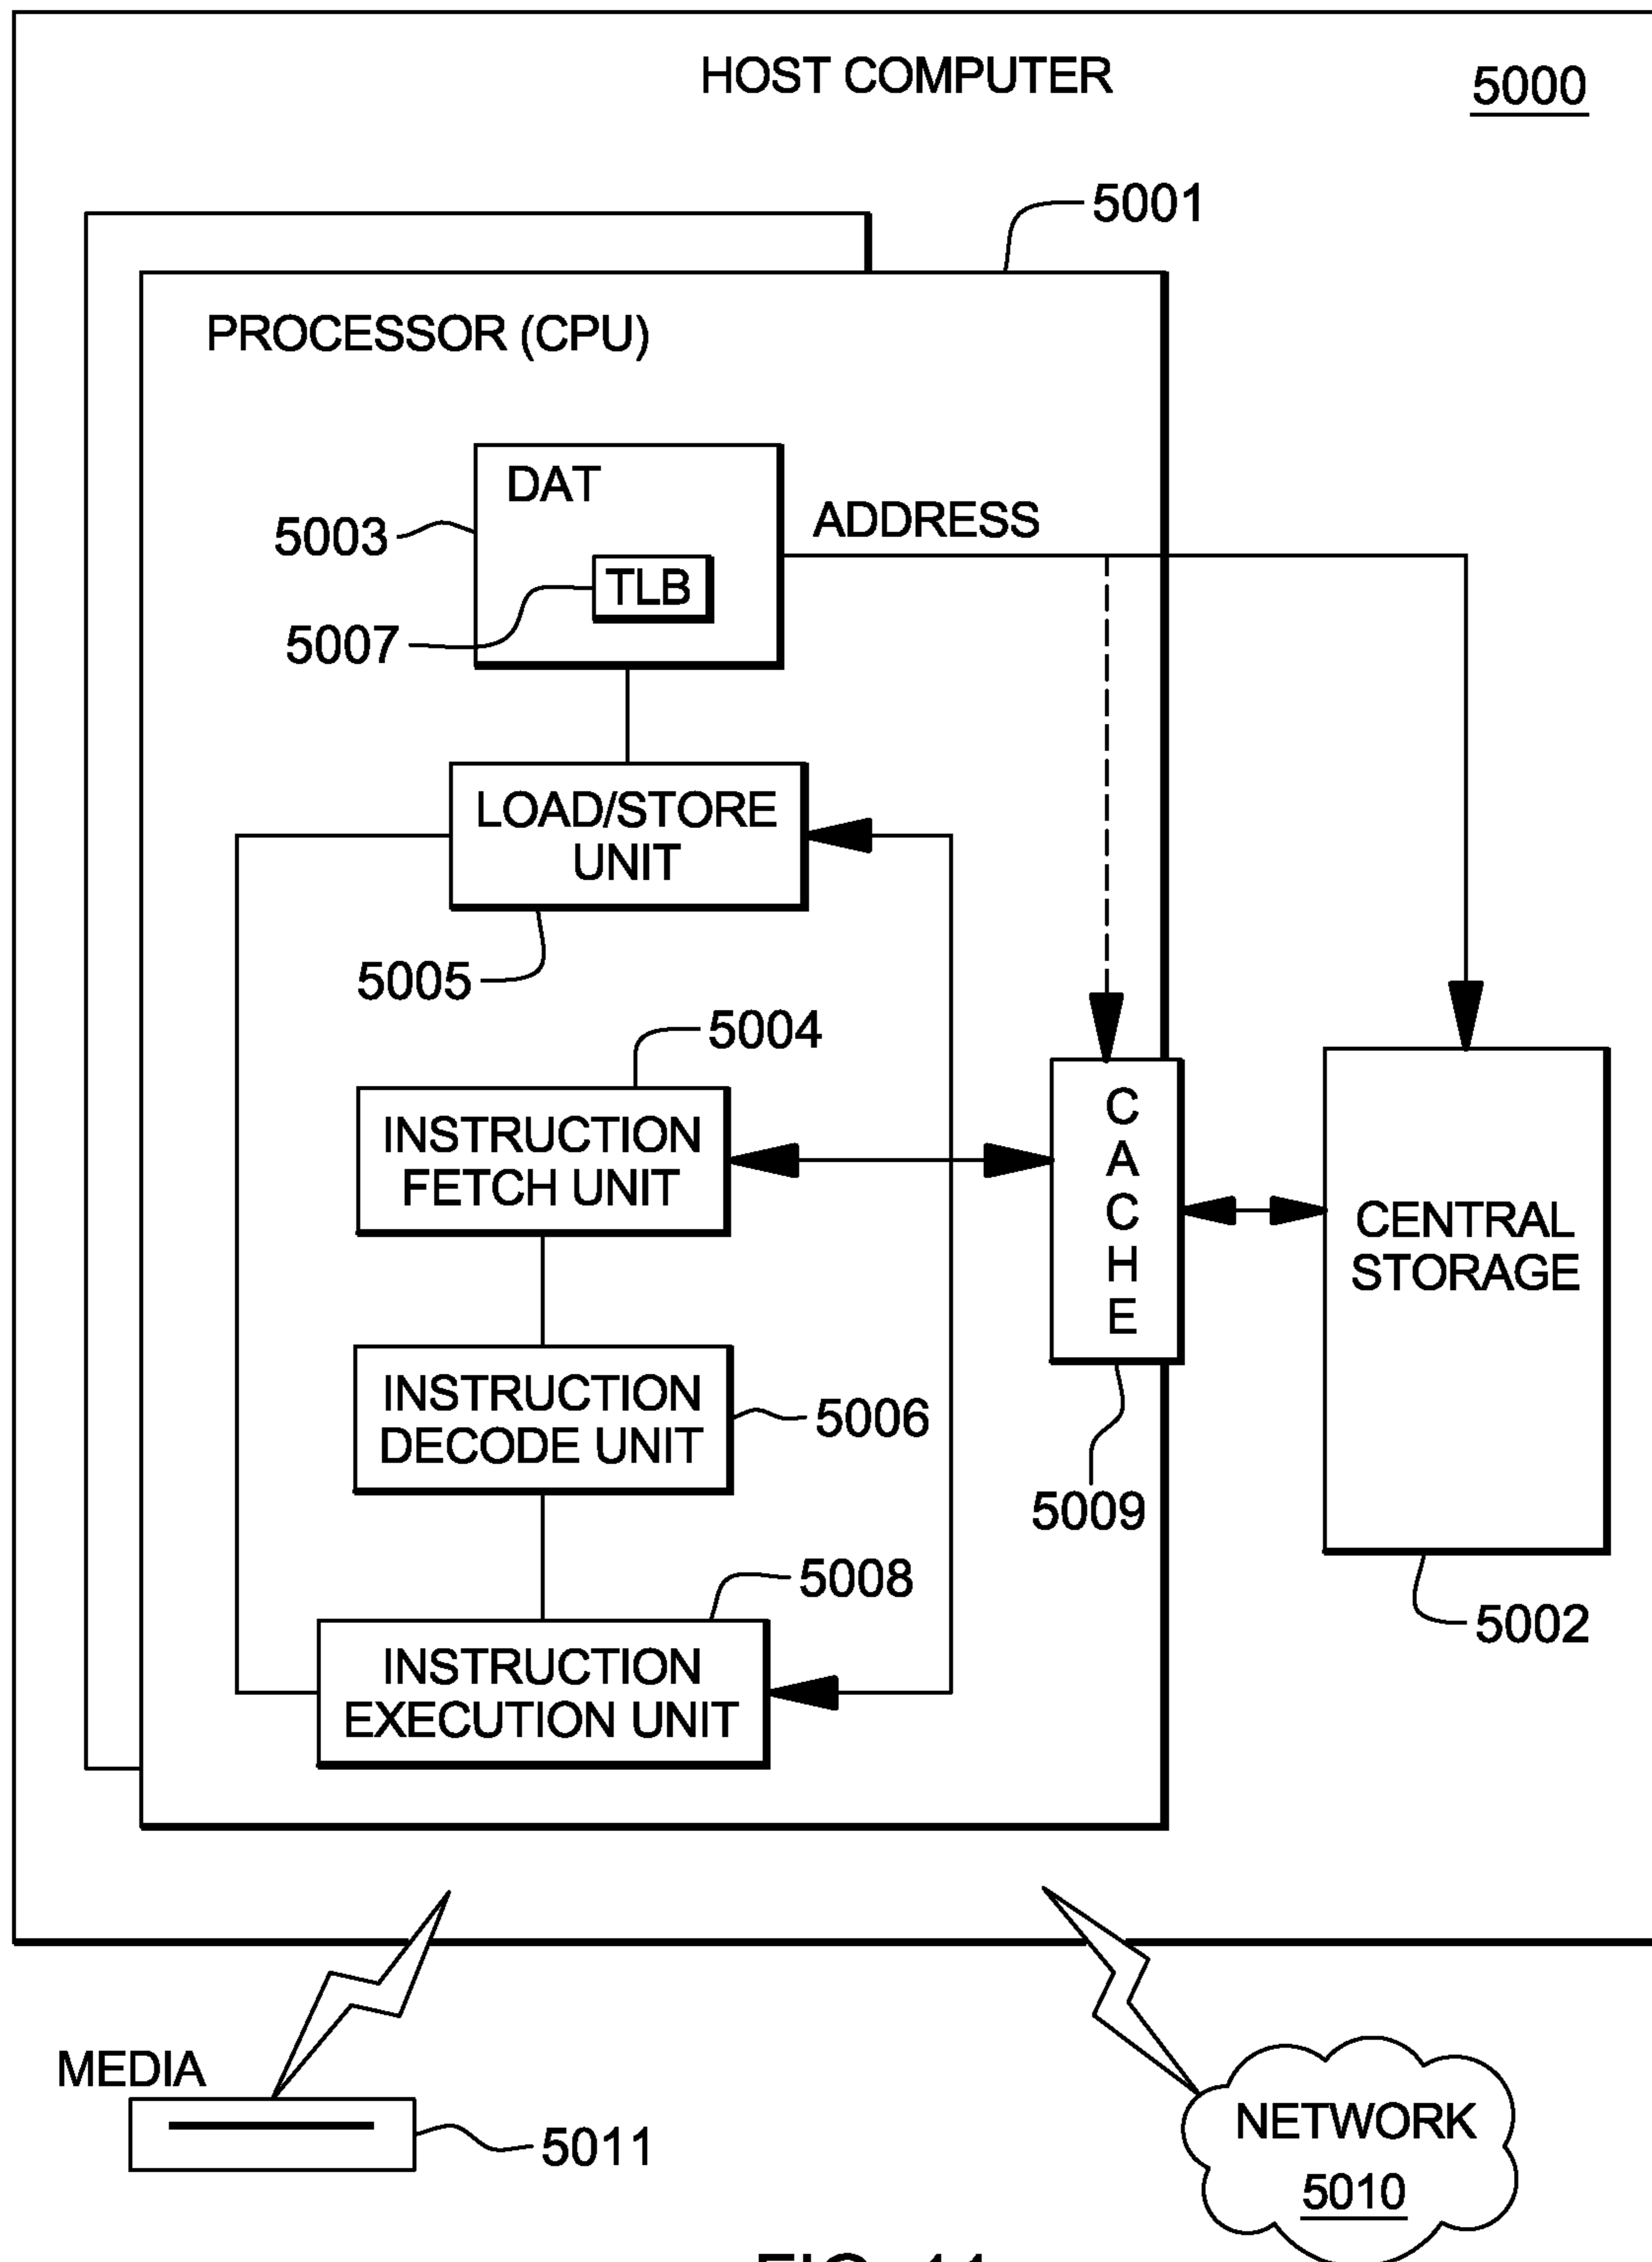 HOST COMPUTER
5000
5001
PROCESSOR (CPU)
DAT
ADDRESS
5003
TLB
5007
LOAD/STORE
UNIT
5005
5004
INSTRUCTION
FETCH UNIT
C
A
C
H
E
CENTRAL
STORAGE
INSTRUCTION
DECODE UNIT
5006
5009
5008
INSTRUCTION
EXECUTION UNIT
5002
MEDIA
5011
NETWORK
5010